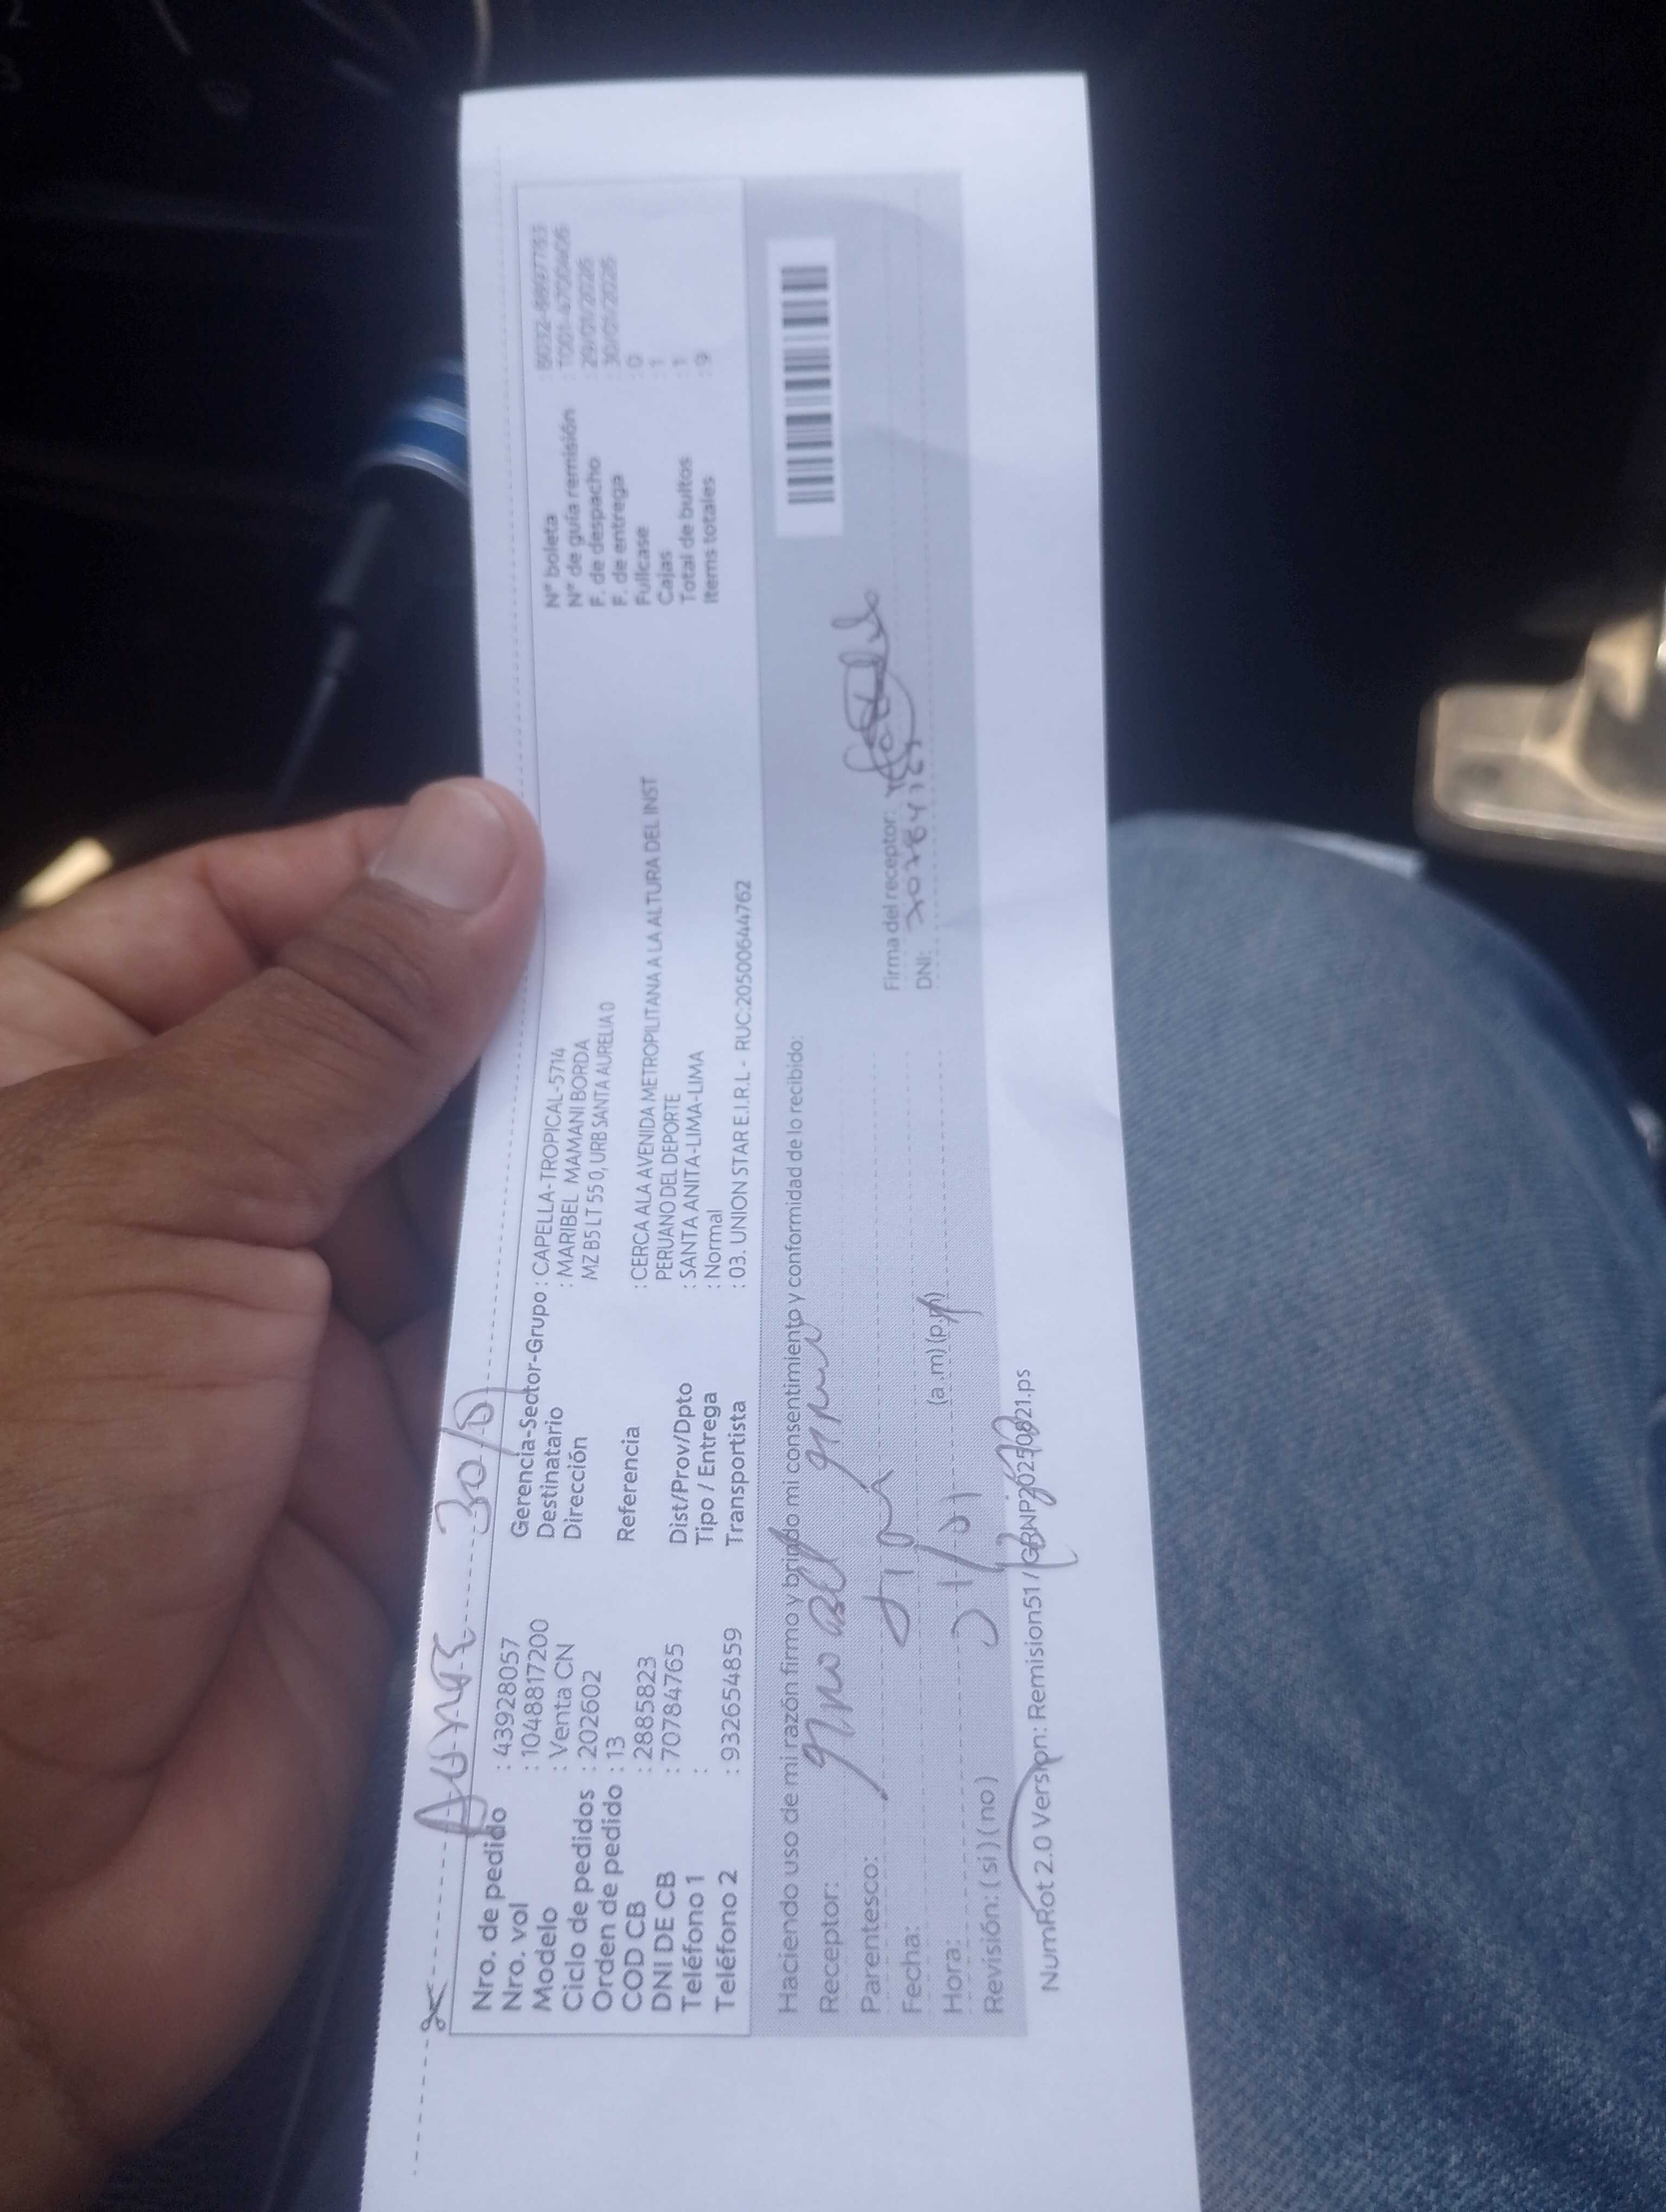 Nro. de pedido : 43928057
Nro. vol : 1048817200
Modelo : Venta CN
Ciclo de pedidos : 202602
Orden de pedido : 13
COD CB : 2885823
DNI DE CB : 70784765
Teléfono 1 :
Teléfono 2 : 932654859
Gerencia-Sector-Grupo : CAPELLA-TROPICAL-5714
Destinatario : MARIBEL MAMANI BORDA
Dirección MZ B5 LT 55 0, URB SANTA AURELIA 0
Referencia : CERCA ALA AVENIDA METROPILITANA A LA ALTURA DEL INST
PERUANO DEL DEPORTE
Dist/Prov/Dpto : SANTA ANITA-LIMA-LIMA
Tipo / Entrega : Normal
Transportista : 03. UNION STAR E.I.R.L - RUC:20500644762
N° boleta
N° de guía remisión
F. de despacho : 29/01/2026
F. de entrega : 30/01/2026
Fullcase : 0
Cajas : 1
Total de bultos : 1
Items totales : 9
Haciendo uso de mi razón firmo y brindo mi consentimiento y conformidad de lo recibido:
Receptor:
Parentesco:
Fecha:
Hora: (a.m) (p.m)
Revisión: ( si ) ( no )
Firma del receptor:
DNI:
NumRot 2.0 Version: Remision51 /